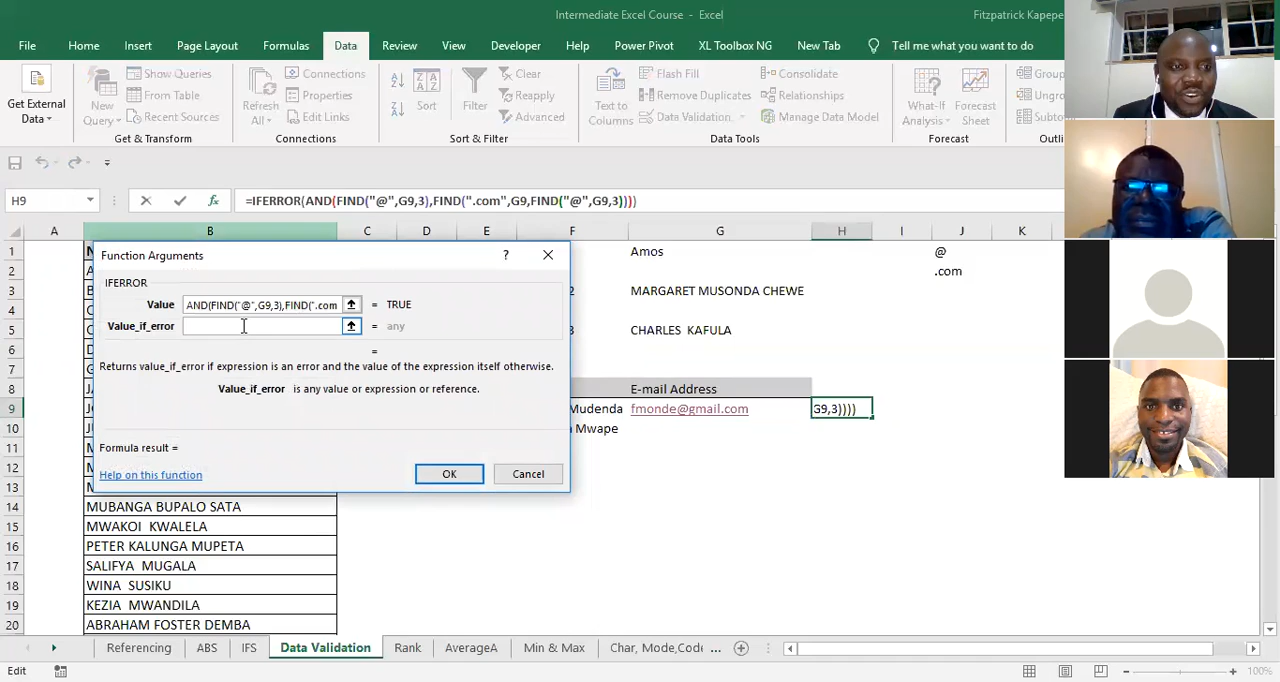 Intermediate Excel Course - Excel
Fitzpatrick Kapepe
File Home Insert Page Layout Formulas Data Review View Developer Help Power Pivot XL Toolbox NG New Tab Tell me what you want to do
Get External Data
New Query
Show Queries
From Table
Recent Sources
Get & Transform
Refresh All
Connections
Properties
Edit Links
Connections
Sort
Filter
Clear
Reapply
Advanced
Sort & Filter
Text to Columns
Flash Fill
Remove Duplicates
Data Validation
Consolidate
Relationships
Manage Data Model
Data Tools
What-If Analysis
Forecast Sheet
Forecast
Group
Ungro
Subto
Outli
H9 fx =IFERROR(AND(FIND("@",G9,3),FIND(".com",G9,FIND("@",G9,3))))
A B C D E F G H I J K
1 N Amos @
2 A .com
3 2 MARGARET MUSONDA CHEWE
4
5 3 CHARLES KAFULA
6
7
8 E-mail Address
9 Mudenda fmonde@gmail.com G9,3))))
10 Mwape
11
12
13
14 MUBANGA BUPALO SATA
15 MWAKOI KWALELA
16 PETER KALUNGA MUPETA
17 SALIFYA MUGALA
18 WINA SUSIKU
19 KEZIA MWANDILA
20 ABRAHAM FOSTER DEMBA
Function Arguments ?
IFERROR
Value AND(FIND("@",G9,3),FIND(".com = TRUE
Value_if_error = any
=
Returns value_if_error if expression is an error and the value of the expression itself otherwise.
Value_if_error is any value or expression or reference.
Formula result =
Help on this function
OK Cancel
Referencing ABS IFS Data Validation Rank AverageA Min & Max Char, Mode,Code ...
Edit
100%